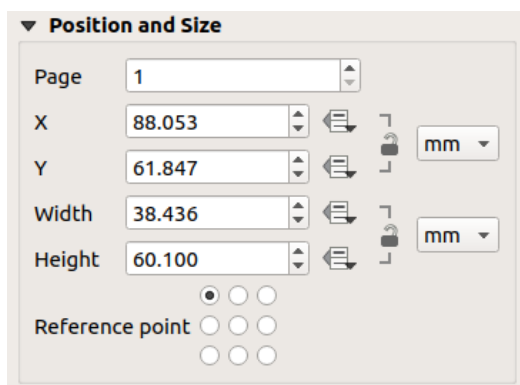 Position and Size
Page 1
X 88.053
mm
Y 61.847
Width 38.436
mm
Height 60.100
Reference point